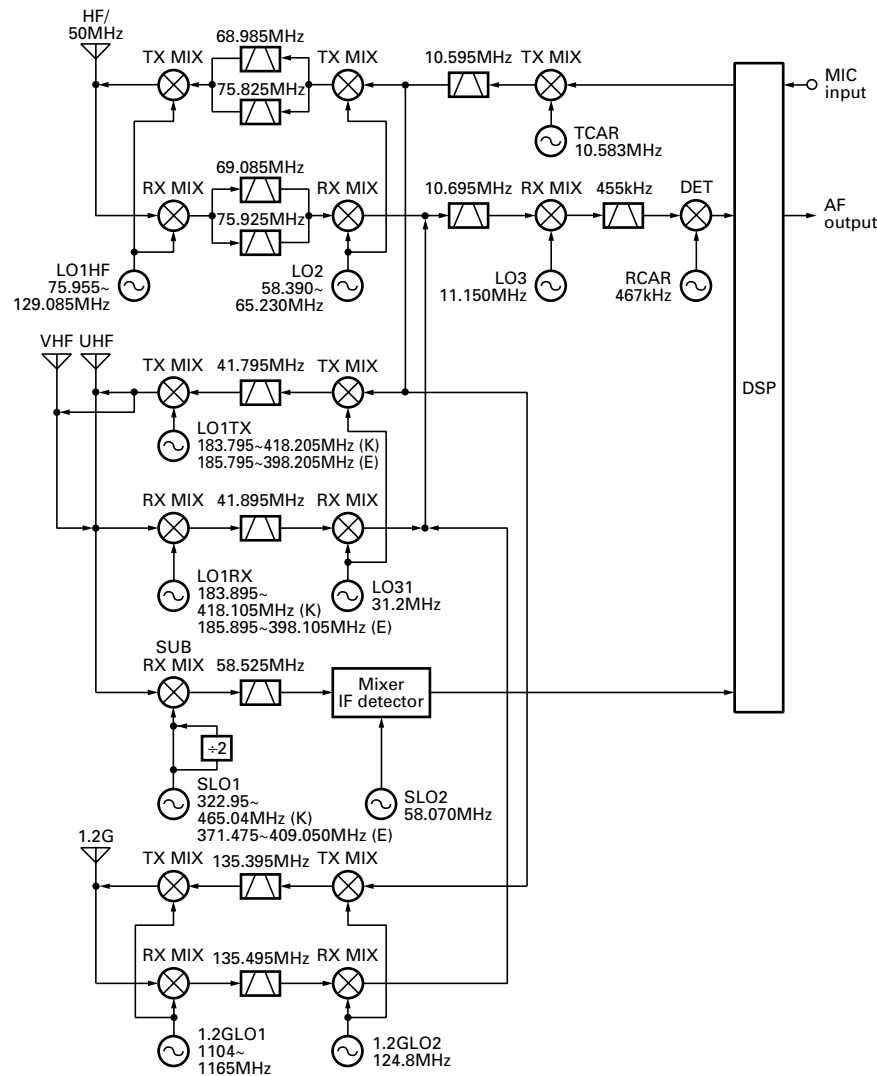 HF/
50MHz
TX MIX
68.985MHz
75.825MHz
TX MIX
10.595MHz
TX MIX
MIC
input
TCAR
10.583MHz
RX MIX
69.085MHz
75.925MHz
RX MIX
10.695MHz
RX MIX
455kHz
DET
AF
output
LO1HF
75.955~
129.085MHz
LO2
58.390~
65.230MHz
LO3
11.150MHz
RCAR
467kHz
DSP
VHF
UHF
TX MIX
41.795MHz
TX MIX
LO1TX
183.795~418.205MHz (K)
185.795~398.205MHz (E)
RX MIX
41.895MHz
RX MIX
LO1RX
183.895~
418.105MHz (K)
185.895~398.105MHz (E)
LO31
31.2MHz
SUB
RX MIX
58.525MHz
Mixer
IF detector
÷2
SLO1
322.95~
465.04MHz (K)
371.475~409.050MHz (E)
SLO2
58.070MHz
1.2G
TX MIX
135.395MHz
TX MIX
RX MIX
135.495MHz
RX MIX
1.2GLO1
1104~
1165MHz
1.2GLO2
124.8MHz